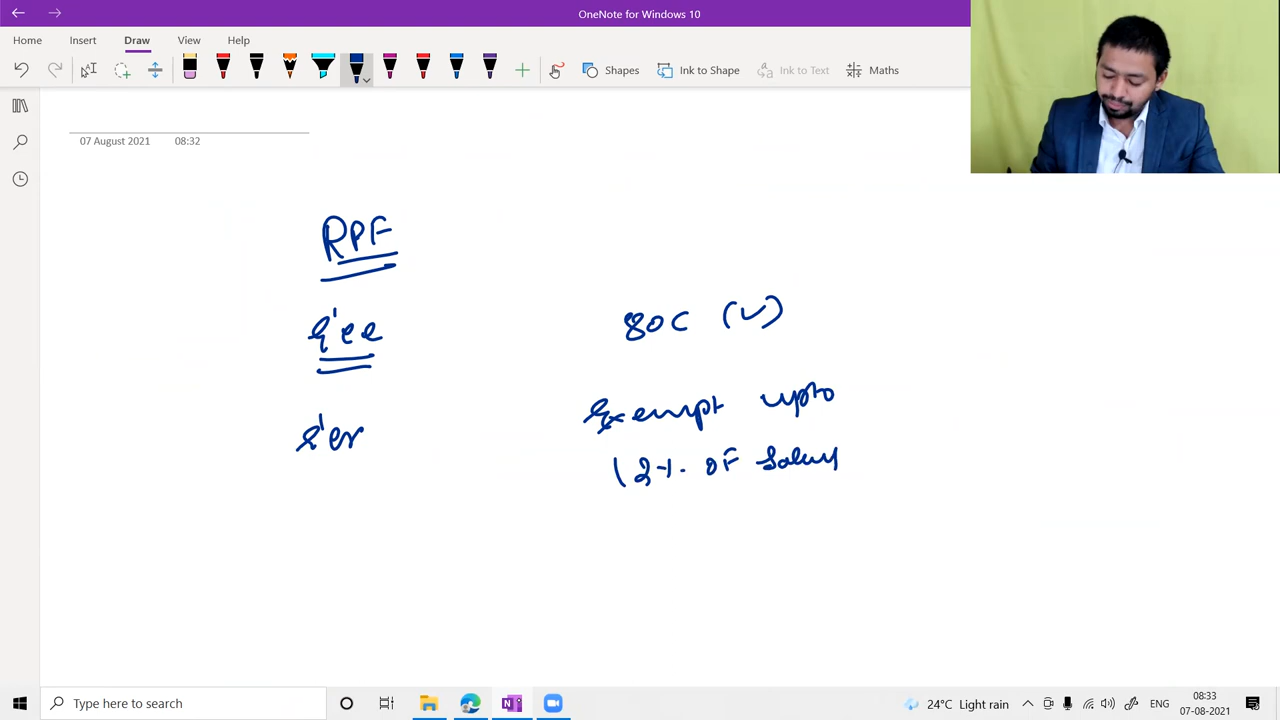 OneNote for Windows 10
Home Insert Draw View Help
Shapes Ink to Shape Ink to Text Maths
07 August 2021 08:32
RPF
E'ee 80C (✓)
E'er Exempt upto
12% of Salary
Type here to search
24°C Light rain ENG 08:33
07-08-2021